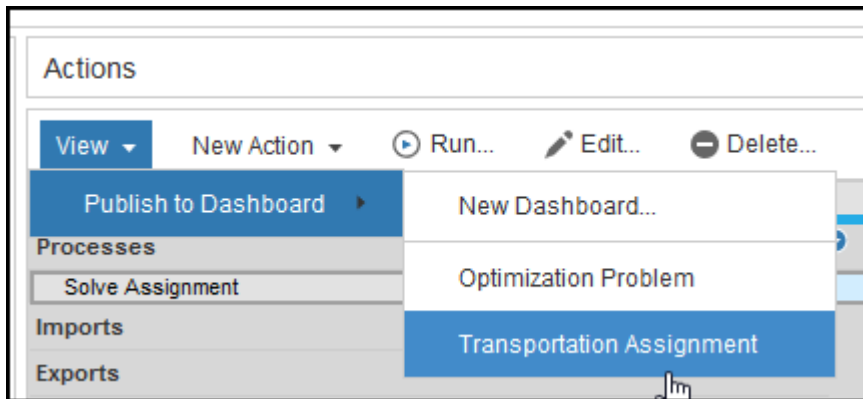 Actions
View New Action Run... Edit... Delete...
Publish to Dashboard New Dashboard...
Processes
Solve Assignment Optimization Problem
Imports
Transportation Assignment
Exports